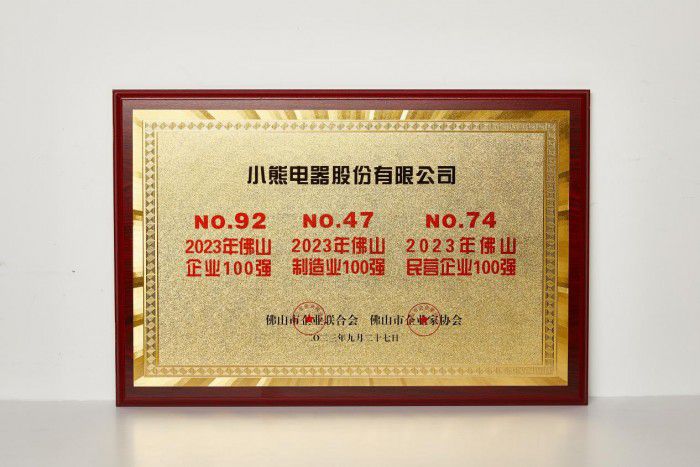 小熊电器股份有限公司
NO.92 NO.47 NO.74
2023年佛山 2023年佛山 2023年佛山
企业100强 制造业100强 民营企业100强
佛山市企业联合会 佛山市企业家协会
二〇二三年九月二十七日